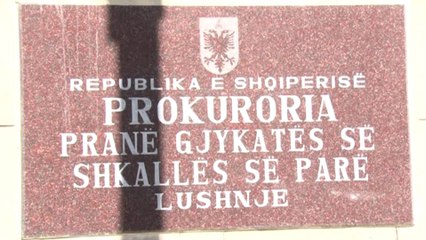 REPUBLIKA E SHQIPERISË
PROKURORIA
PRANË GJYKATËS SË
SHKALLËS SË PARË
LUSHNJE